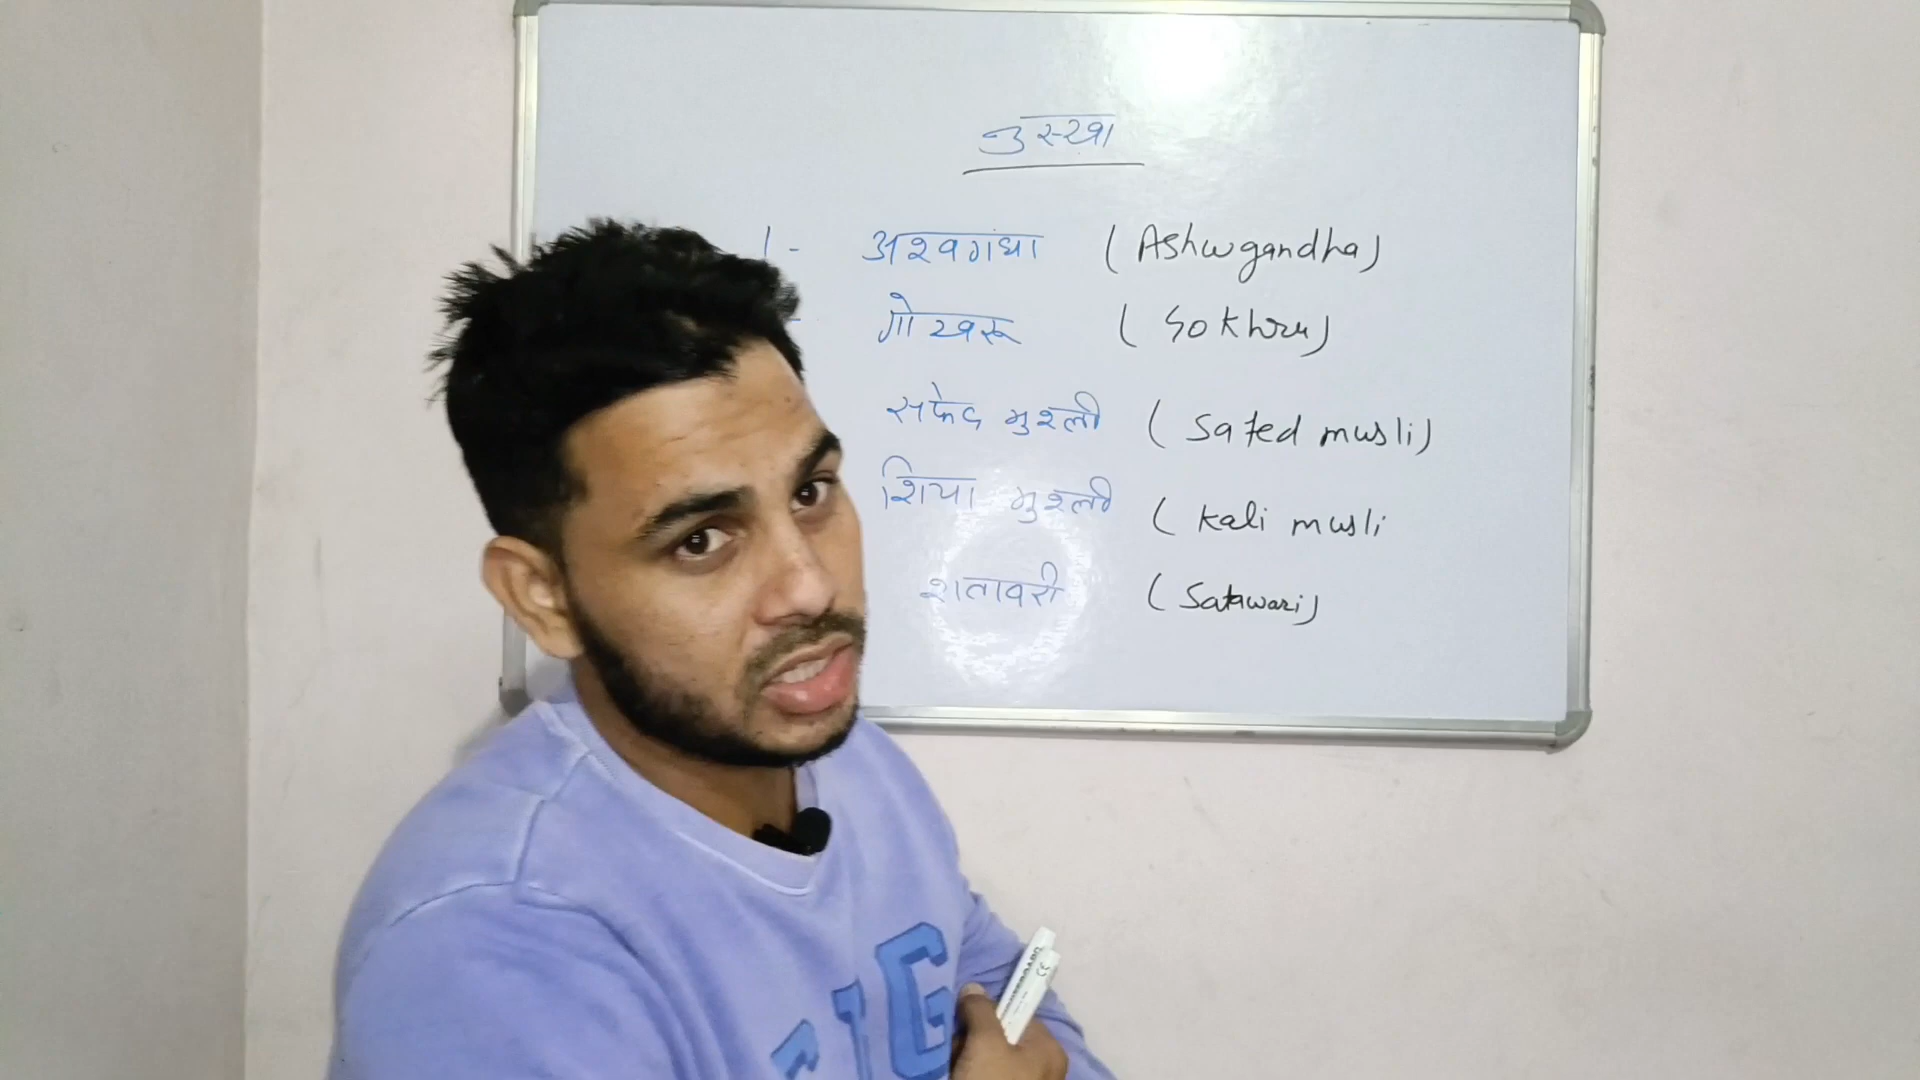 नुस्खा
1- अश्वगंधा (Ashwgandha)
- गोखरू (Gokhru)
सफेद मुश्ली (Safed musli)
शिया मुश्ली (Kali musli
शतावरी (Satawari)